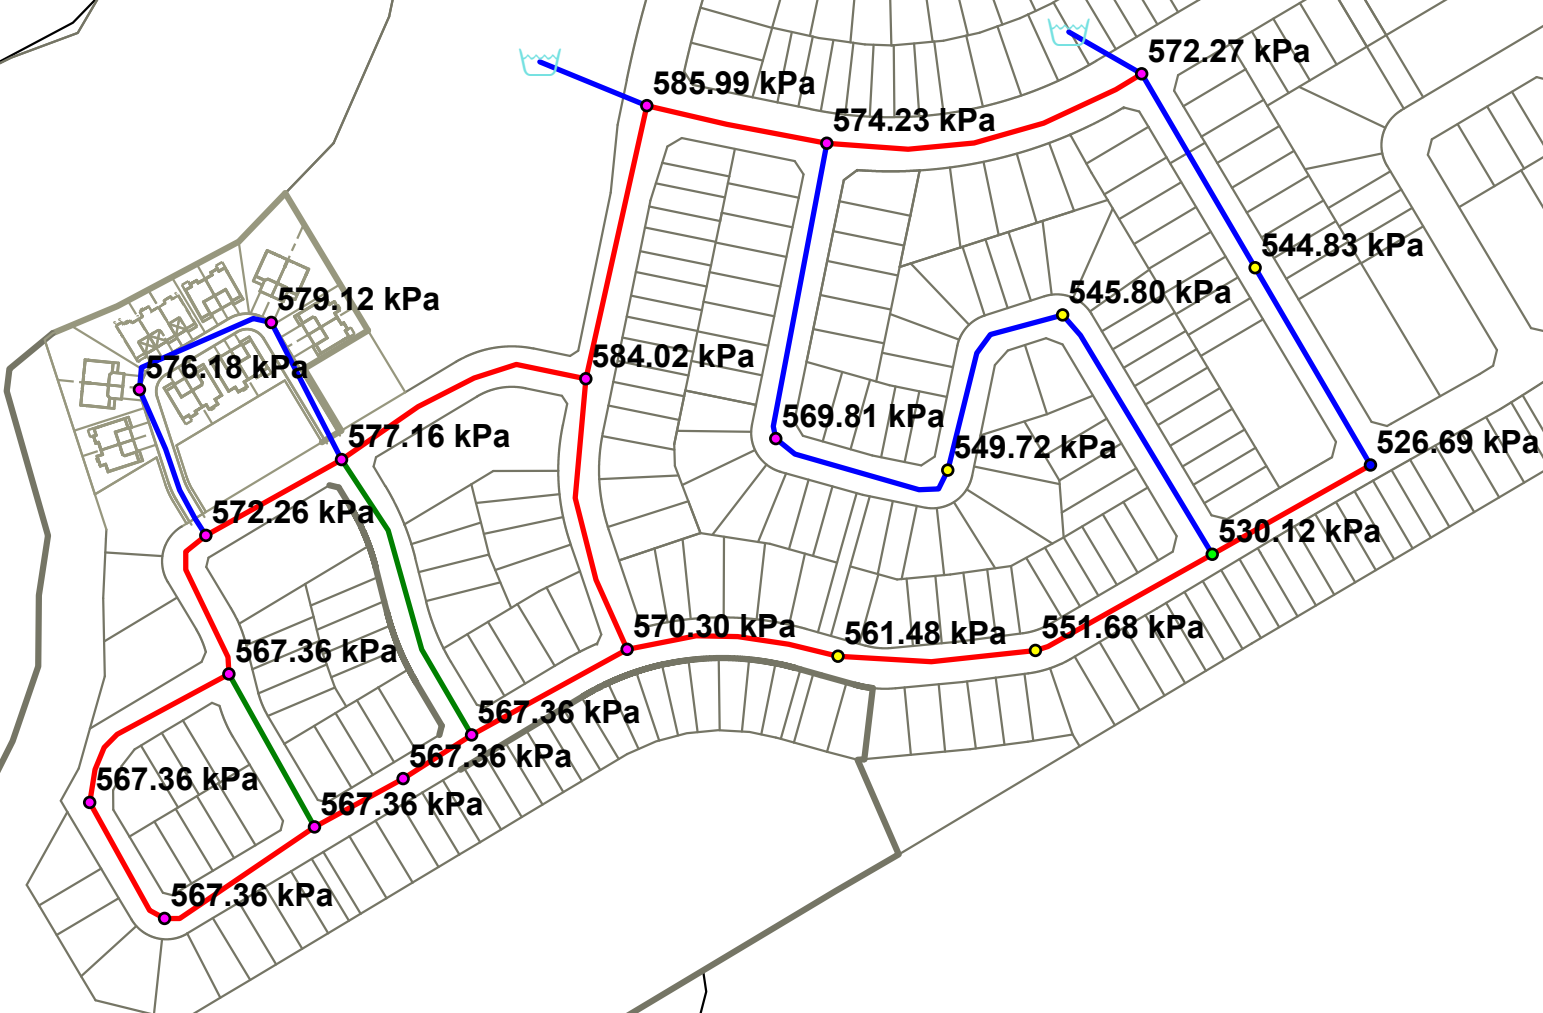 572.27 kPa
585.99 kPa
574.23 kPa
544.83 kPa
579.12 kPa
545.80 kPa
584.02 kPa
576.18 kPa
569.81 kPa
577.16 kPa
549.72 kPa
526.69 kPa
572.26 kPa
530.12 kPa
570.30 kPa
561.48 kPa
551.68 kPa
567.36 kPa
567.36 kPa
567.36 kPa
567.36 kPa
567.36 kPa
567.36 kPa